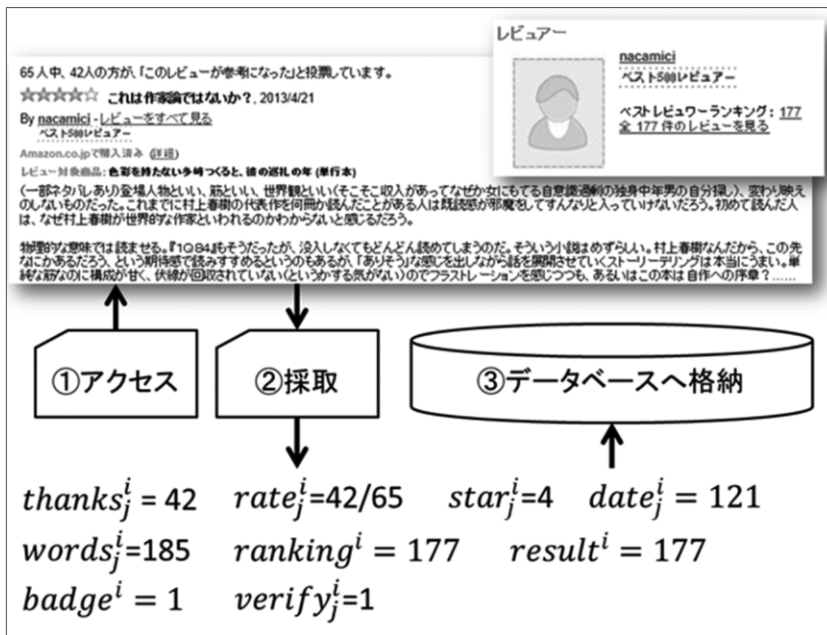 レビュアー
nacamici
ベスト500レビュアー
ベストレビュワーランキング: 177
全 177 件のレビューを見る
65人中、42人の方が、「このレビューが参考になった」と投票しています。
これは作家論ではないか?, 2013/4/21
By nacamici - レビューをすべて見る
ベスト500レビュアー
Amazon.co.jpで購入済み (詳細)
レビュー対象商品: 色彩を持たない多崎つくると、彼の巡礼の年 (単行本)
(一部ネタバレあり)登場人物といい、筋といい、世界観といい(そこそこ収入があってなぜか女にもてる自意識過剰の独身中年男の自分探し)、変わり映え
のしないものだった。これまでに村上春樹の代表作を何冊か読んだことがある人は既読感が邪魔をしてすんなりと入っていけないだろう。初めて読んだ人
は、なぜ村上春樹が世界的な作家といわれるのかわからないと感じるだろう。
物理的な意味では読ませる。『1Q84』もそうだったが、没入しなくてもどんどん読めてしまうのだ。そういう小説はめずらしい。村上春樹なんだから、この先
なにかあるだろう、という期待感で読みすすめるというのもあるが、「ありそう」な感じを出しながら話を展開させていくストーリーテリングは本当にうまい。単
純な筋なのに構成が甘く、伏線が回収されていない(というかする気がない)のでフラストレーションを感じつつも、あるいはこの本は自作への序章?……
①アクセス ②採取 ③データベースへ格納
thanks_j^i = 42 rate_j^i=42/65 star_j^i=4 date_j^i = 121
words_j^i=185 ranking^i = 177 result^i = 177
badge^i = 1 verify_j^i=1